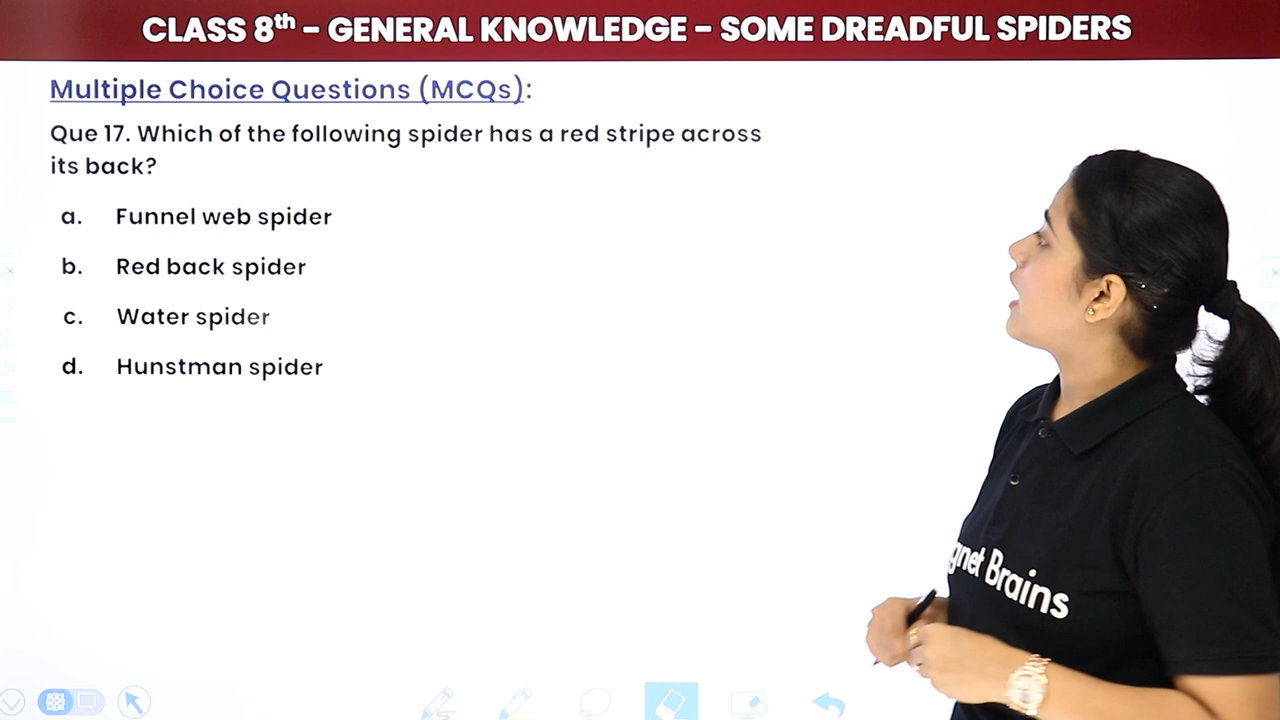 CLASS 8th - GENERAL KNOWLEDGE - SOME DREADFUL SPIDERS
Multiple Choice Questions (MCQs):
Que 17. Which of the following spider has a red stripe across
its back?
a. Funnel web spider
b. Red back spider
c. Water spider
d. Hunstman spider
gnet Brains